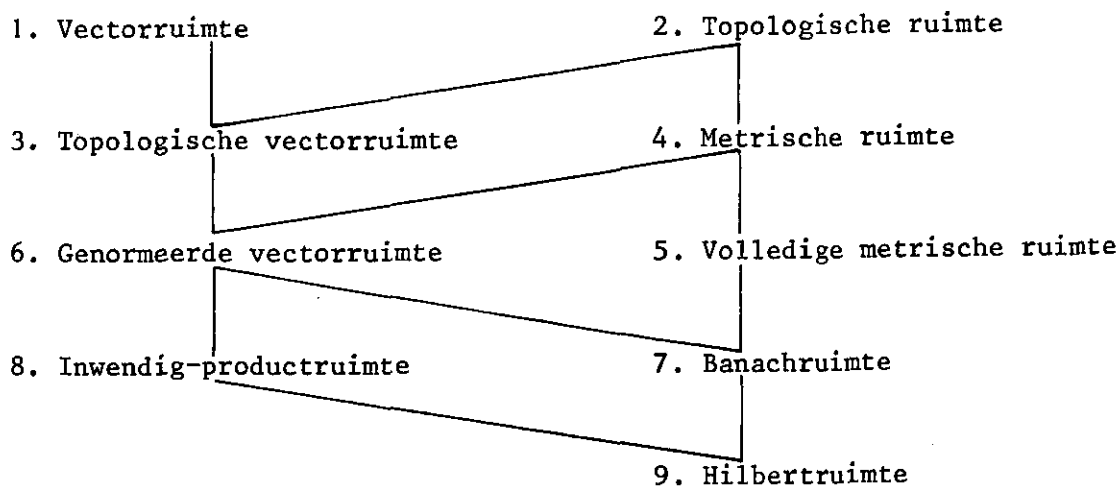 1. Vectorruimte
2. Topologische ruimte
3. Topologische vectorruimte
4. Metrische ruimte
6. Genormeerde vectorruimte
5. Volledige metrische ruimte
8. Inwendig-productruimte
7. Banachruimte
9. Hilbertruimte